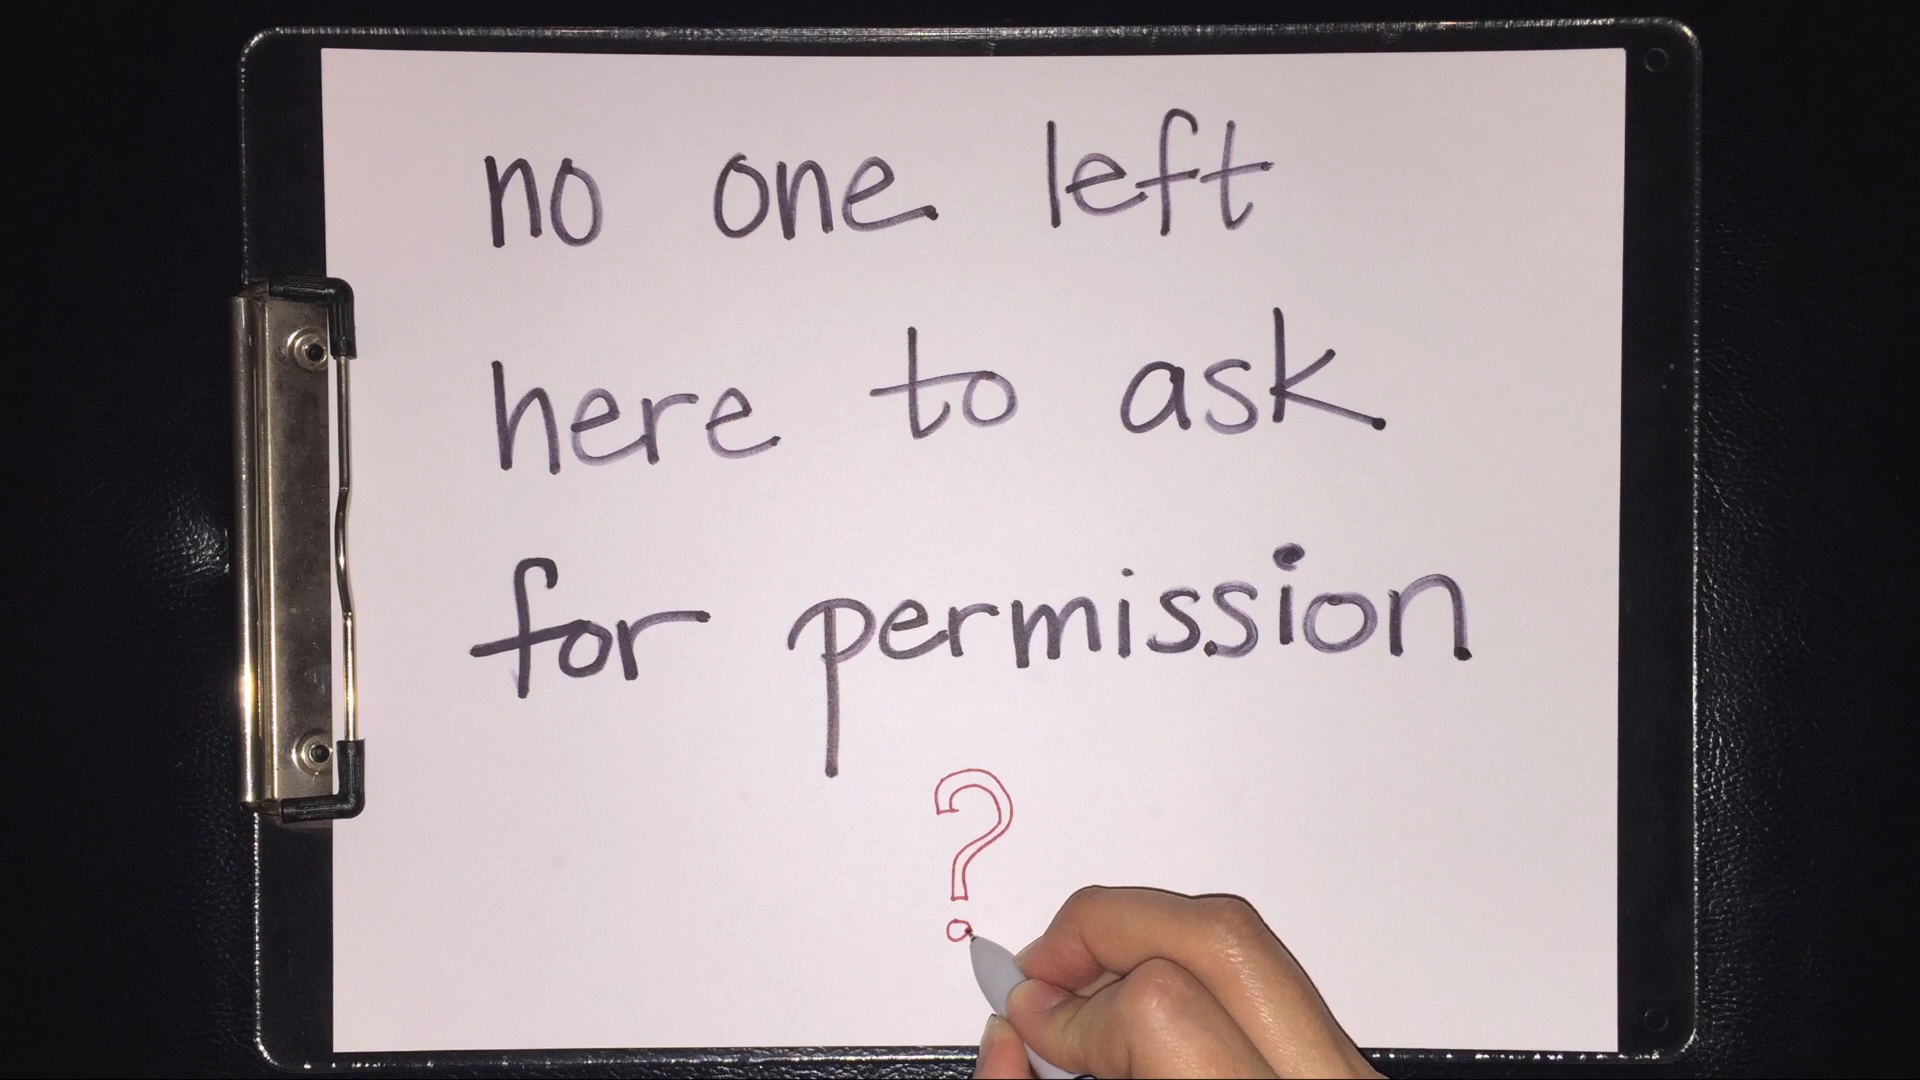 no one left
here to ask
for permission
?